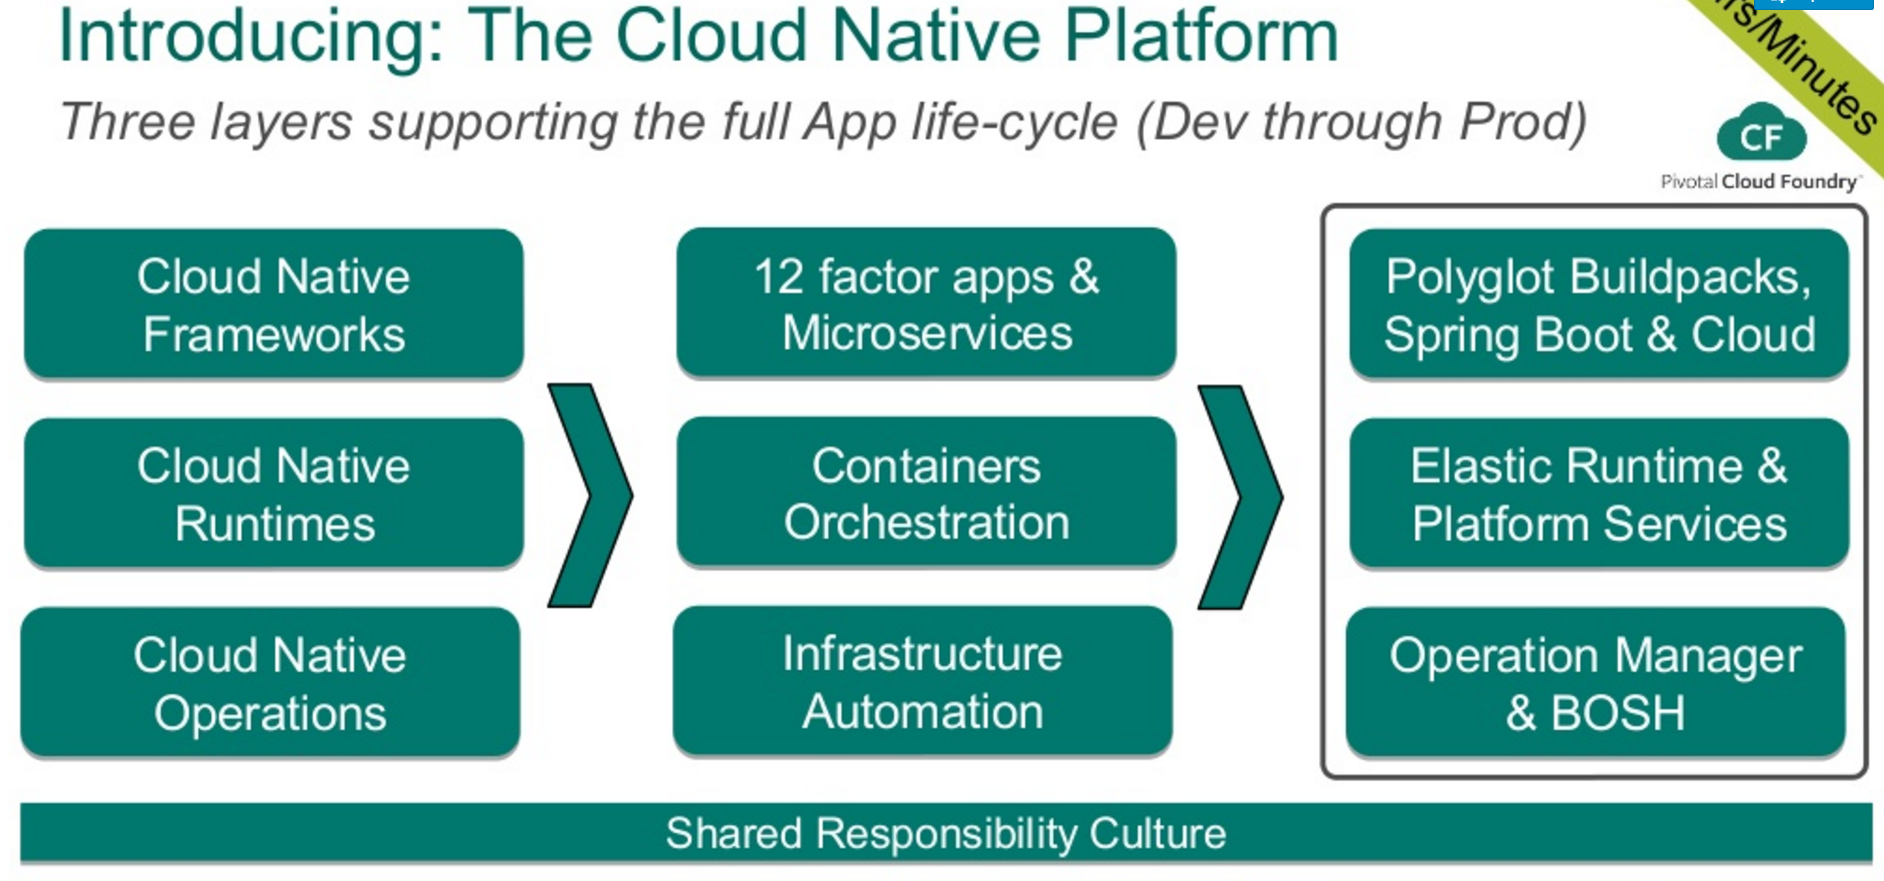 Introducing: The Cloud Native Platform
Three layers supporting the full App life-cycle (Dev through Prod)
CF
Pivotal Cloud Foundry
Cloud Native
Frameworks
12 factor apps &
Microservices
Polyglot Buildpacks,
Spring Boot & Cloud
Cloud Native
Runtimes
Containers
Orchestration
Elastic Runtime &
Platform Services
Cloud Native
Operations
Infrastructure
Automation
Operation Manager
& BOSH
Shared Responsibility Culture